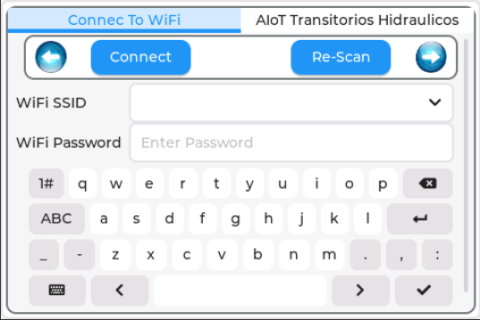 Connec To WiFi
AIoT Transitorios Hidraulicos
Connect
Re-Scan
WiFi SSID
WiFi Password
Enter Password
1# q w e r t y u i o p
ABC a s d f g h j k l
_ - z x c v b n m . , :